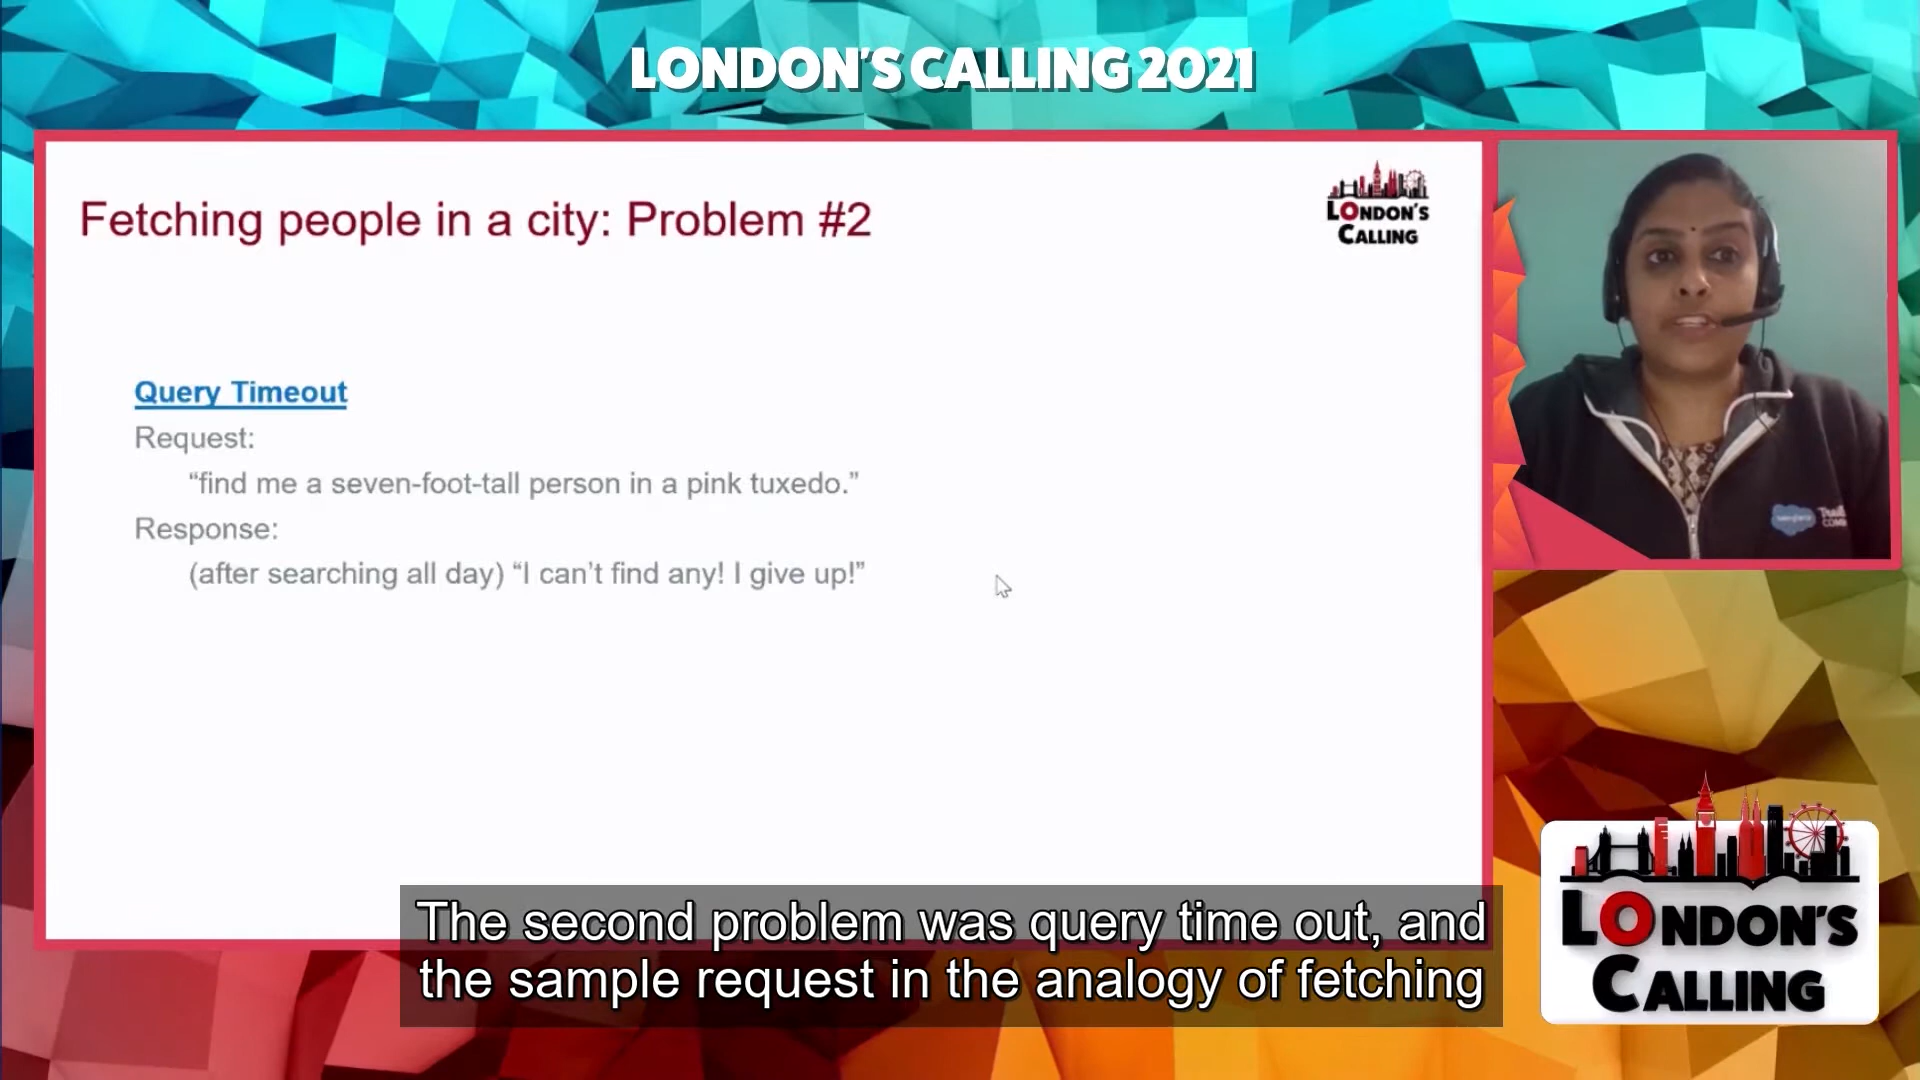 LONDON'S CALLING 2021
Fetching people in a city: Problem #2
LONDON'S
CALLING
Query Timeout
Request:
“find me a seven-foot-tall person in a pink tuxedo.”
Response:
(after searching all day) “I can’t find any! I give up!”
The second problem was query time out, and
the sample request in the analogy of fetching
LONDON'S
CALLING